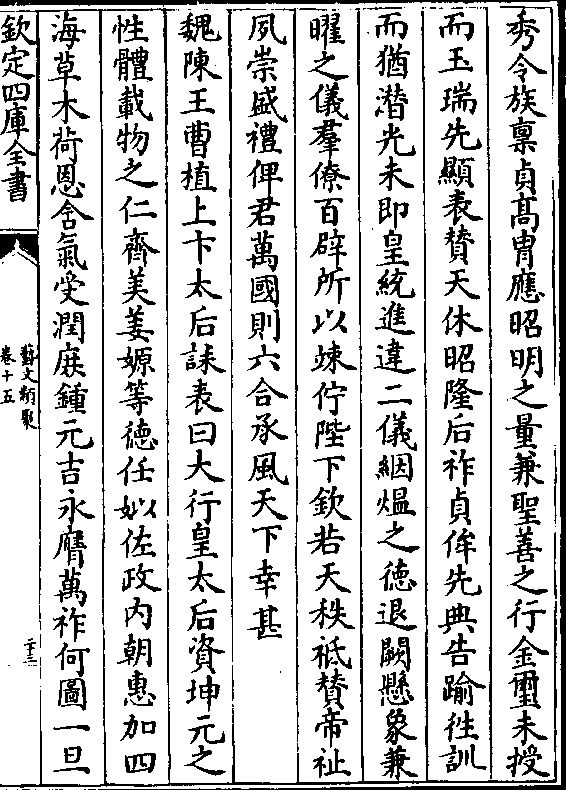 秀令族禀貞髙胄應昭明之量兼聖善之行金璽未授
而玉瑞先顯表賛天休昭隆后祚貞侔先典告踰徃訓
而猶潛光未即皇統進違二儀絪熅之徳退闕懸象兼
曜之儀羣僚百辟所以竦佇陛下欽若天秩祗賛帝祉
夙崇盛禮俾君萬國則六合承風天下幸甚
魏陳王曹植上卞太后誄表曰大行皇太后資坤元之
性體載物之仁齊美姜嫄等徳任姒佐政内朝惠加四
海草木荷恩含氣受潤庻鍾元吉永膺萬祚何圖一旦
欽定四庫全書
藝文類聚
卷十五
二十三